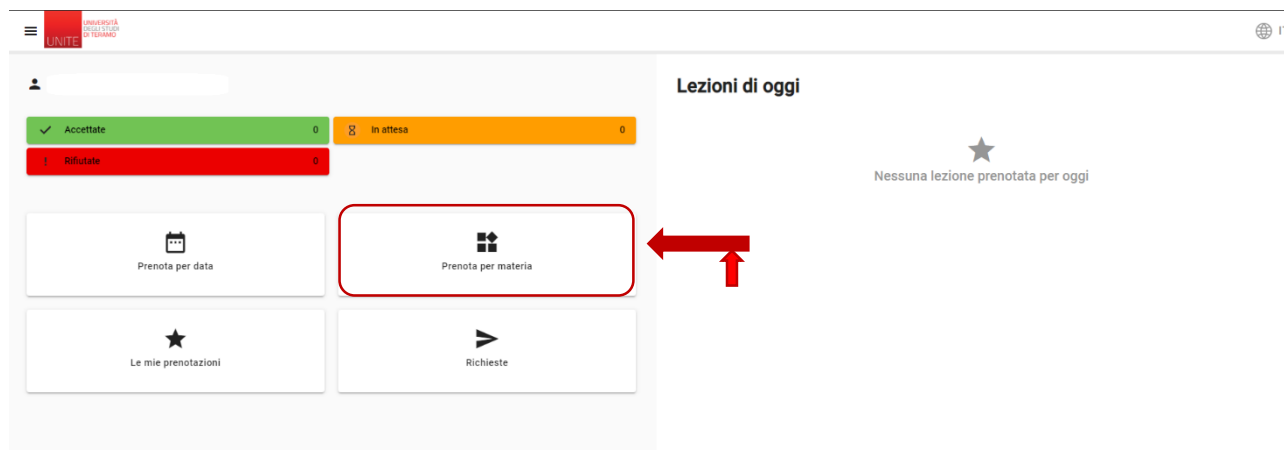 UNITE
UNIVERSITÀ
DEGLI STUDI
DI TERAMO
Lezioni di oggi
Accettate 0
In attesa 0
Rifiutate 0
Nessuna lezione prenotata per oggi
Prenota per data
Prenota per materia
Le mie prenotazioni
Richieste